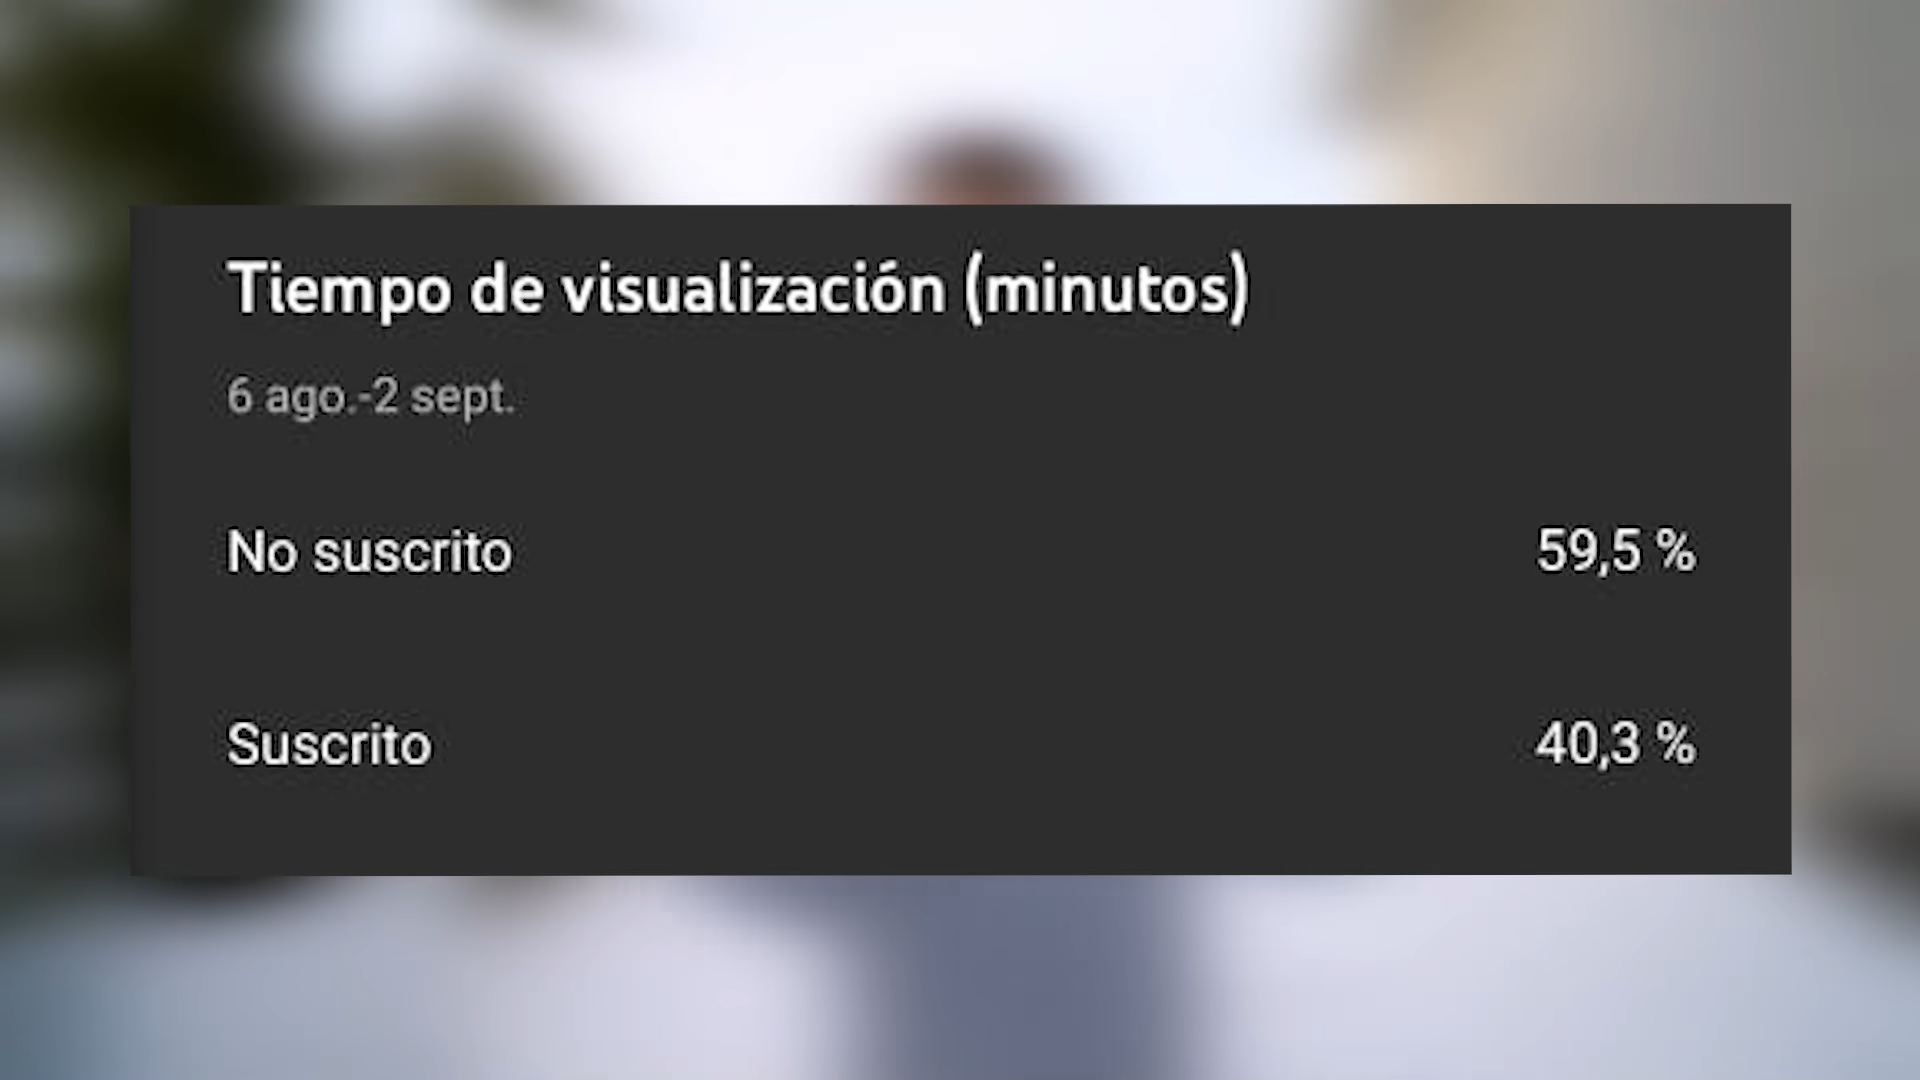 Tiempo de visualización (minutos)
6 ago.-2 sept.
No suscrito
59,5 %
Suscrito
40,3 %